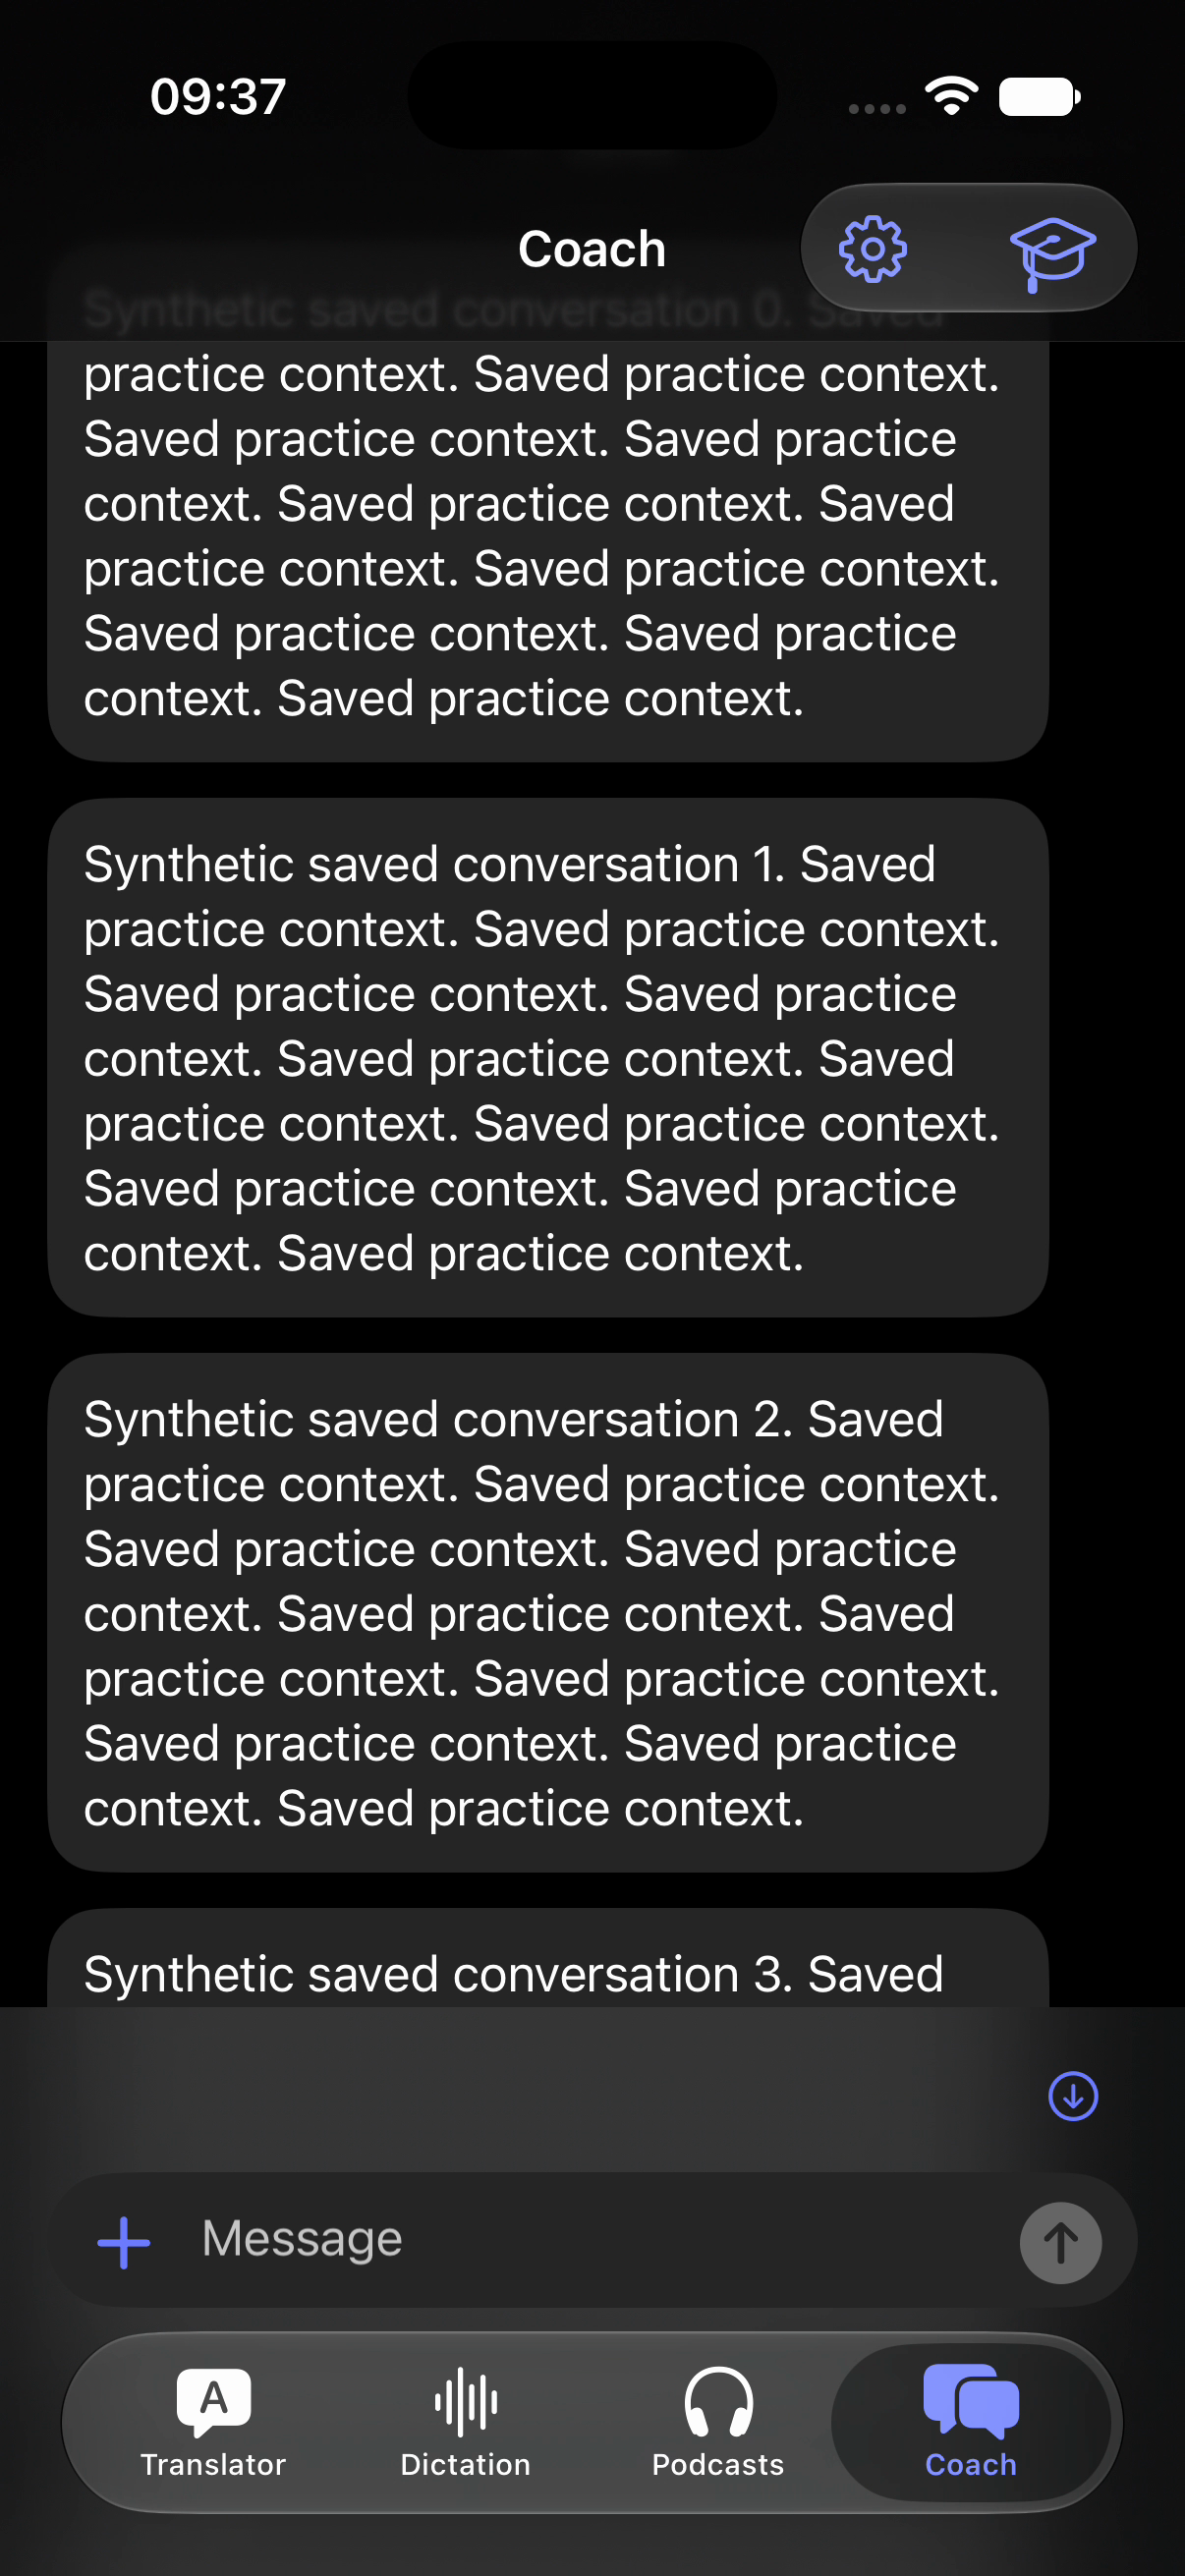 09:37
Coach
Synthetic saved conversation 0. Saved
practice context. Saved practice context.
Saved practice context. Saved practice
context. Saved practice context. Saved
practice context. Saved practice context.
Saved practice context. Saved practice
context. Saved practice context.
Synthetic saved conversation 1. Saved
practice context. Saved practice context.
Saved practice context. Saved practice
context. Saved practice context. Saved
practice context. Saved practice context.
Saved practice context. Saved practice
context. Saved practice context.
Synthetic saved conversation 2. Saved
practice context. Saved practice context.
Saved practice context. Saved practice
context. Saved practice context. Saved
practice context. Saved practice context.
Saved practice context. Saved practice
context. Saved practice context.
Synthetic saved conversation 3. Saved
Message
A
Translator Dictation Podcasts Coach